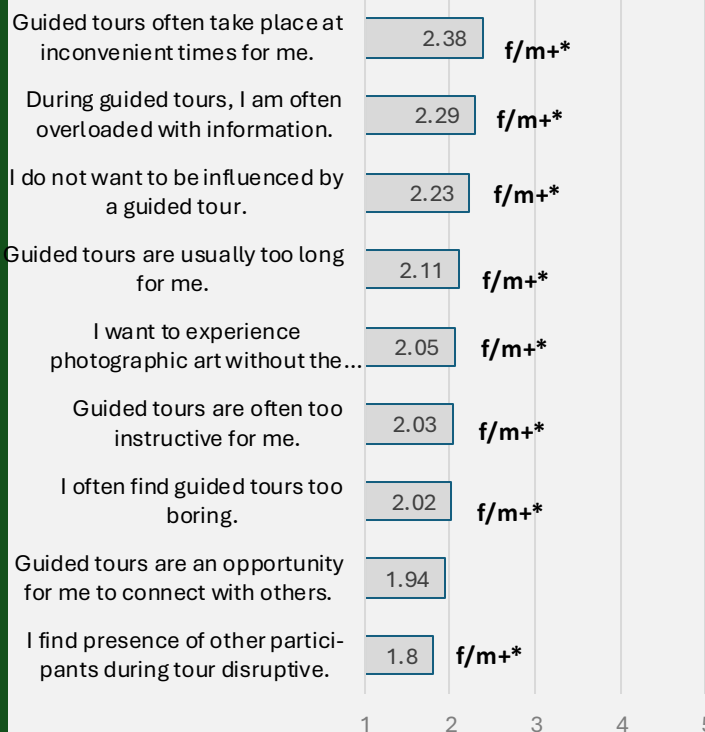 Guided tours often take place at
inconvenient times for me.
2.38
f/m+*
During guided tours, I am often
overloaded with information.
2.29
f/m+*
I do not want to be influenced by
a guided tour.
2.23
f/m+*
Guided tours are usually too long
for me.
2.11
f/m+*
I want to experience
photographic art without the...
2.05
f/m+*
Guided tours are often too
instructive for me.
2.03
f/m+*
I often find guided tours too
boring.
2.02
f/m+*
Guided tours are an opportunity
for me to connect with others.
1.94
I find presence of other partici-
pants during tour disruptive.
1.8
f/m+*
1 2 3 4